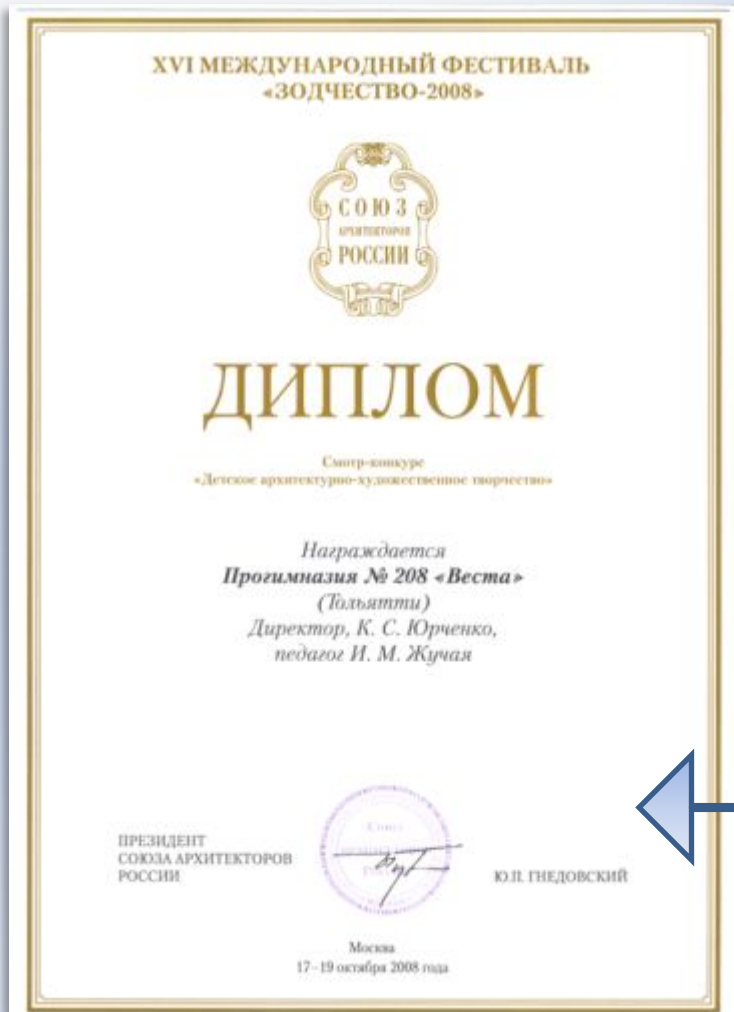 XVI МЕЖДУНАРОДНЫЙ ФЕСТИВАЛЬ
«ЗОДЧЕСТВО-2008»
СОЮЗ
АРХИТЕКТОРОВ
РОССИИ
ДИПЛОМ
Смотр-конкурс
«Детское архитектурно-художественное творчество»
Награждается
Прогимназия № 208 «Веста»
(Тольятти)
Директор, К. С. Юрченко,
педагог И. М. Жучая
ПРЕЗИДЕНТ
СОЮЗА АРХИТЕКТОРОВ
РОССИИ
Союз
Ю.П. ГНЕДОВСКИЙ
Москва
17–19 октября 2008 года